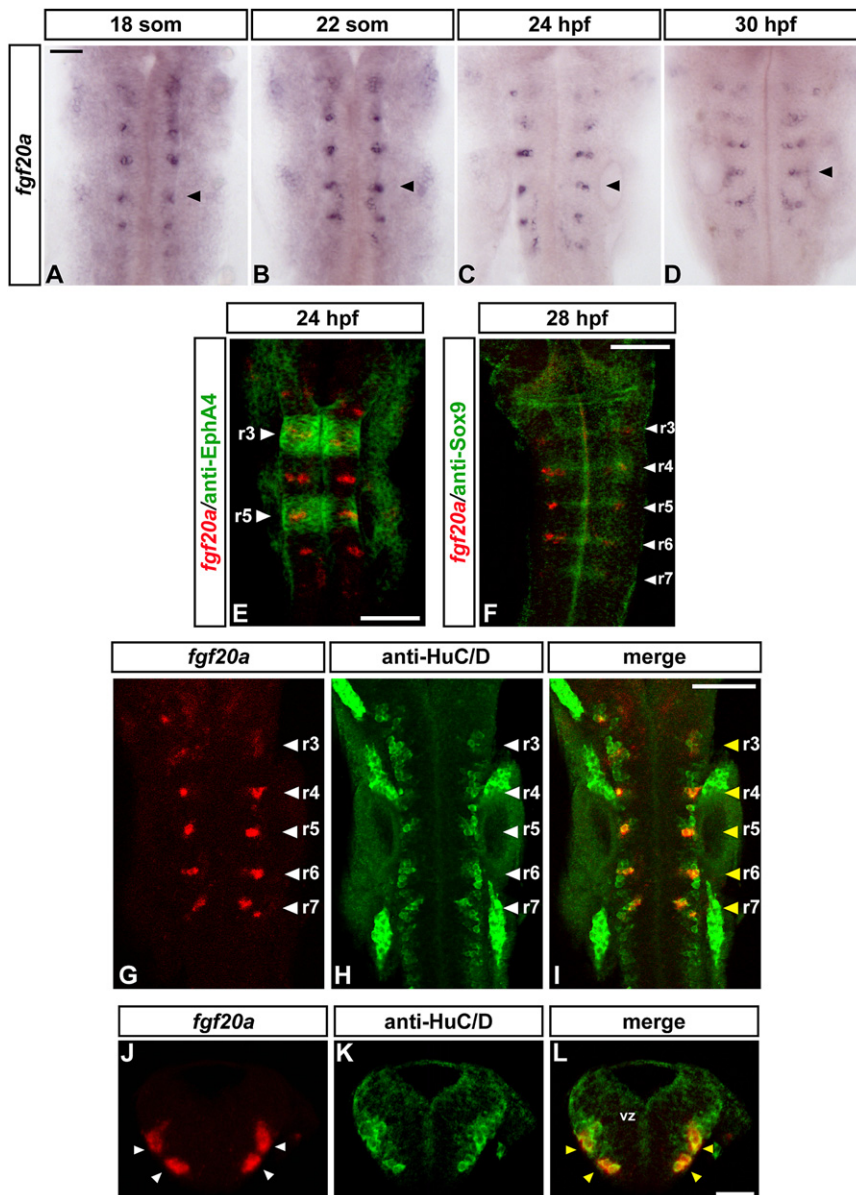 18 som
22 som
24 hpf
30 hpf
fgf20a
A
B
C
D
24 hpf
28 hpf
fgf20a/anti-EphA4
r3
r5
E
fgf20a/anti-Sox9
r3
r4
r5
r6
r7
F
fgf20a
anti-HuC/D
merge
r3
r4
r5
r6
r7
G
r3
r4
r5
r6
r7
H
r3
r4
r5
r6
r7
I
fgf20a
anti-HuC/D
merge
J
K
L
vz